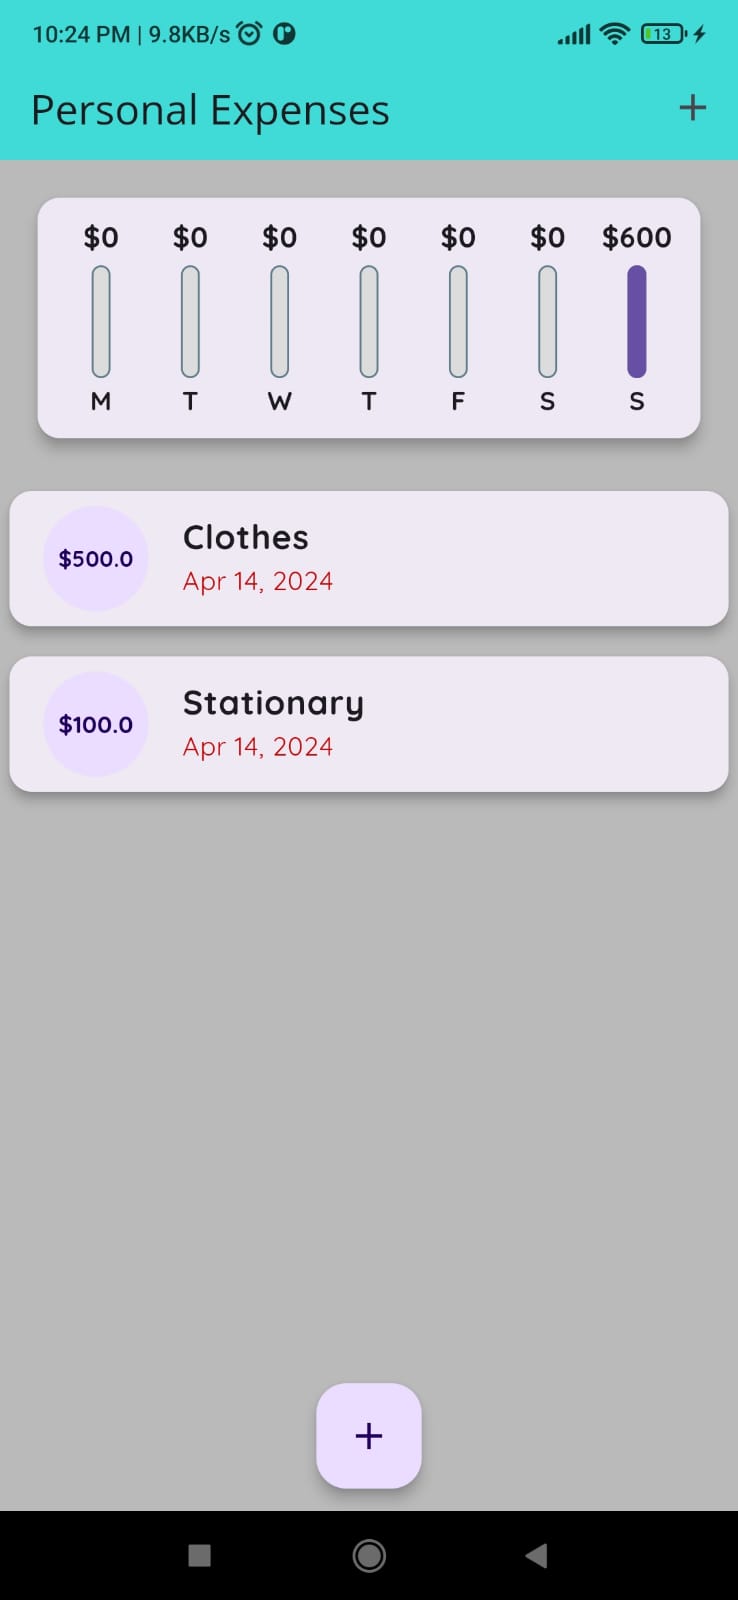 10:24 PM | 9.8KB/s 13
Personal Expenses +
$0 $0 $0 $0 $0 $0 $600
M T W T F S S
$500.0
Clothes
Apr 14, 2024
$100.0
Stationary
Apr 14, 2024
+